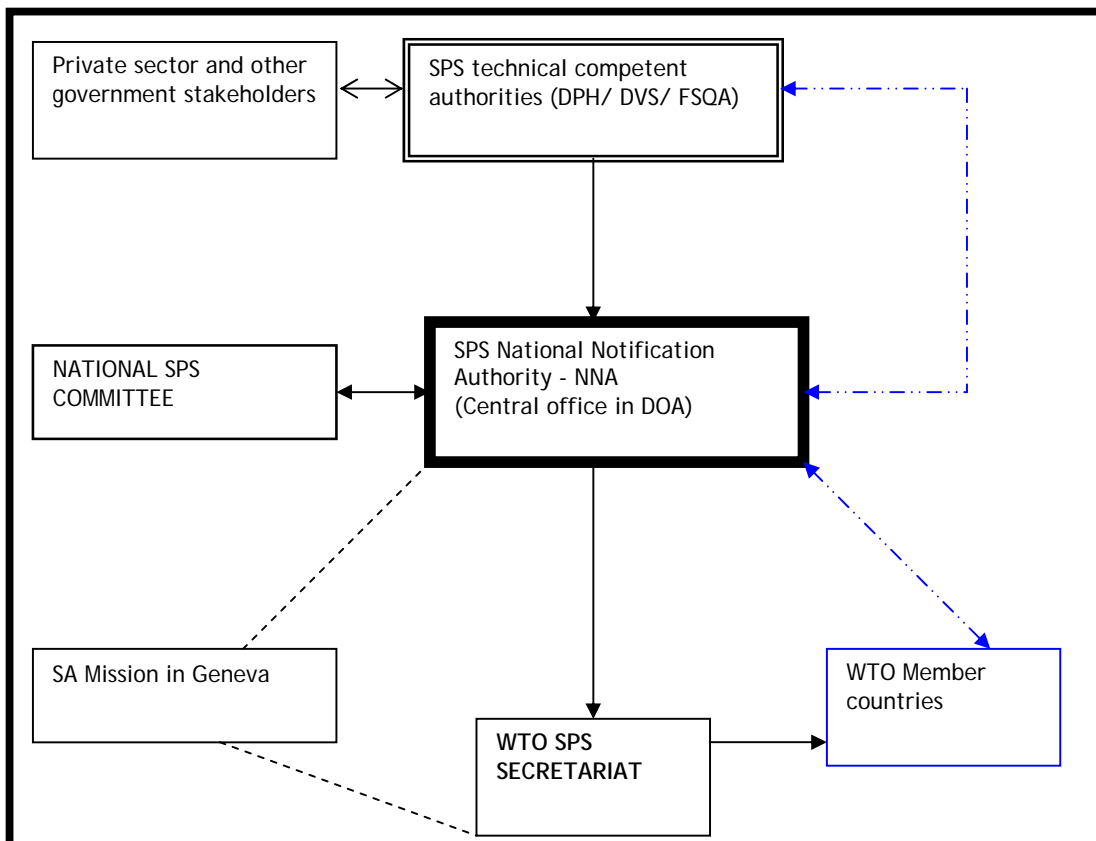 Private sector and other
government stakeholders
SPS technical competent
authorities (DPH/ DVS/ FSQA)
NATIONAL SPS
COMMITTEE
SPS National Notification
Authority - NNA
(Central office in DOA)
SA Mission in Geneva
WTO SPS
SECRETARIAT
WTO Member
countries